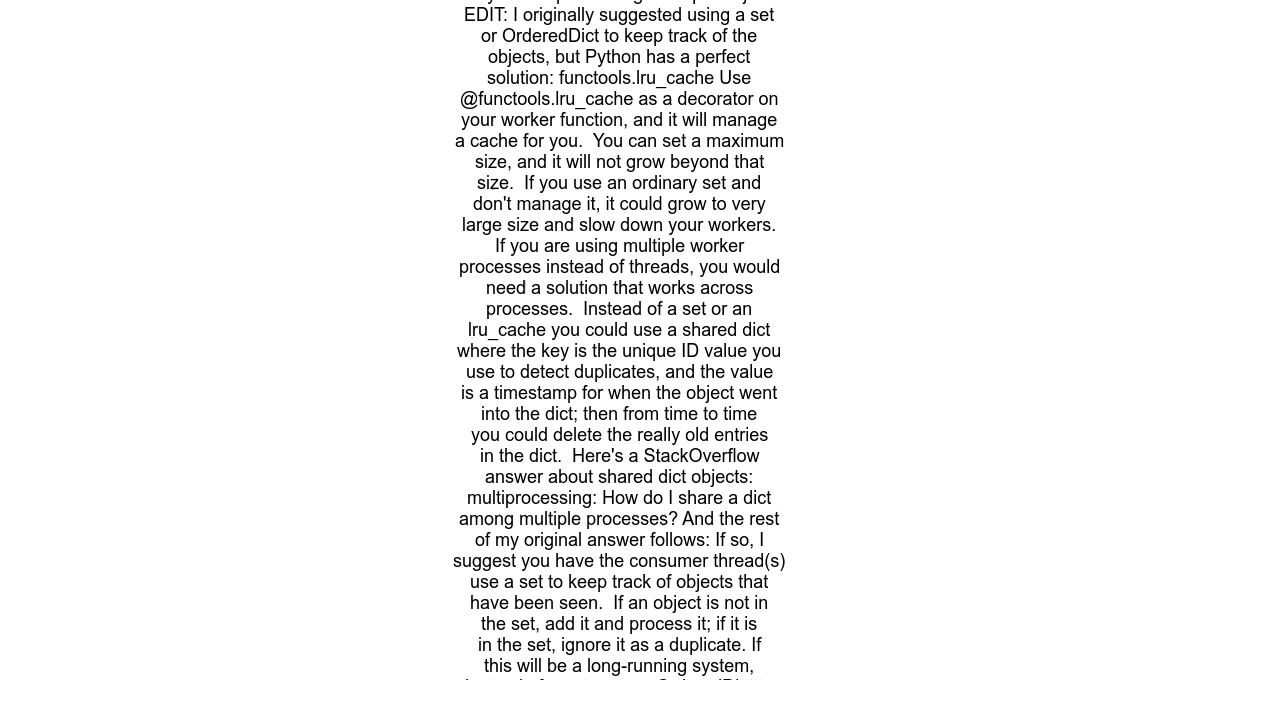 EDIT: I originally suggested using a set
or OrderedDict to keep track of the
objects, but Python has a perfect
solution: functools.lru_cache Use
@functools.lru_cache as a decorator on
your worker function, and it will manage
a cache for you.  You can set a maximum
size, and it will not grow beyond that
size.  If you use an ordinary set and
don't manage it, it could grow to very
large size and slow down your workers.
If you are using multiple worker
processes instead of threads, you would
need a solution that works across
processes.  Instead of a set or an
lru_cache you could use a shared dict
where the key is the unique ID value you
use to detect duplicates, and the value
is a timestamp for when the object went
into the dict; then from time to time
you could delete the really old entries
in the dict.  Here's a StackOverflow
answer about shared dict objects:
multiprocessing: How do I share a dict
among multiple processes? And the rest
of my original answer follows: If so, I
suggest you have the consumer thread(s)
use a set to keep track of objects that
have been seen.  If an object is not in
the set, add it and process it; if it is
in the set, ignore it as a duplicate. If
this will be a long-running system,